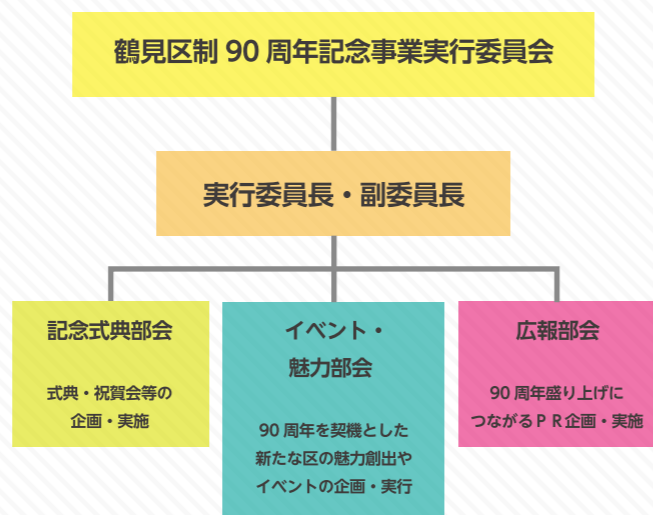 鶴見区制 90 周年記念事業実行委員会
実行委員長・副委員長
記念式典部会
式典・祝賀会等の
企画・実施
イベント・
魅力部会
90 周年を契機とした
新たな区の魅力創出や
イベントの企画・実行
広報部会
90 周年盛り上げに
つながるＰＲ企画・実施